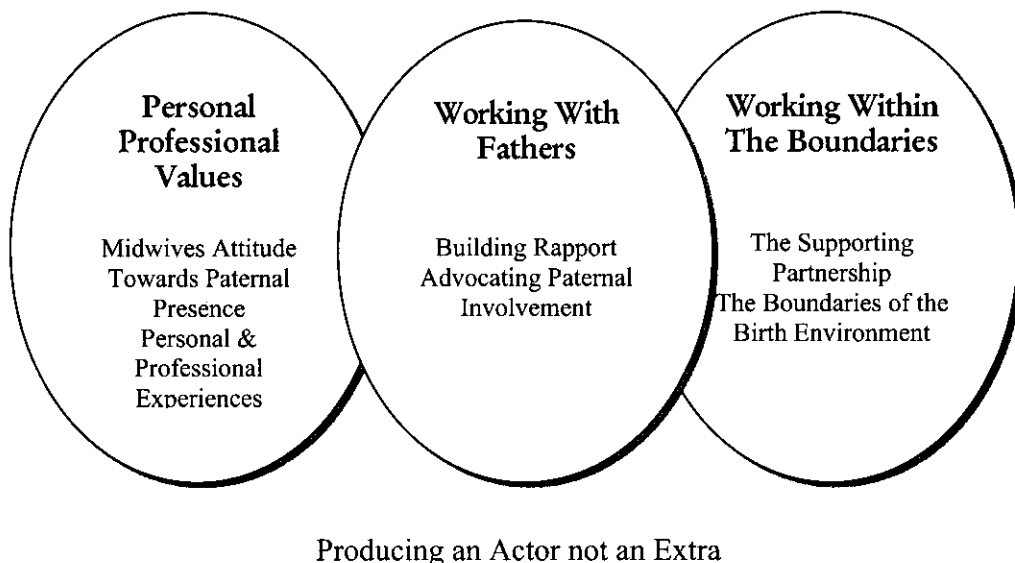 Personal
Professional
Values
Midwives Attitude
Towards Paternal
Presence
Personal &
Professional
Experiences
Working With
Fathers
Building Rapport
Advocating Paternal
Involvement
Working Within
The Boundaries
The Supporting
Partnership
The Boundaries of the
Birth Environment
Producing an Actor not an Extra